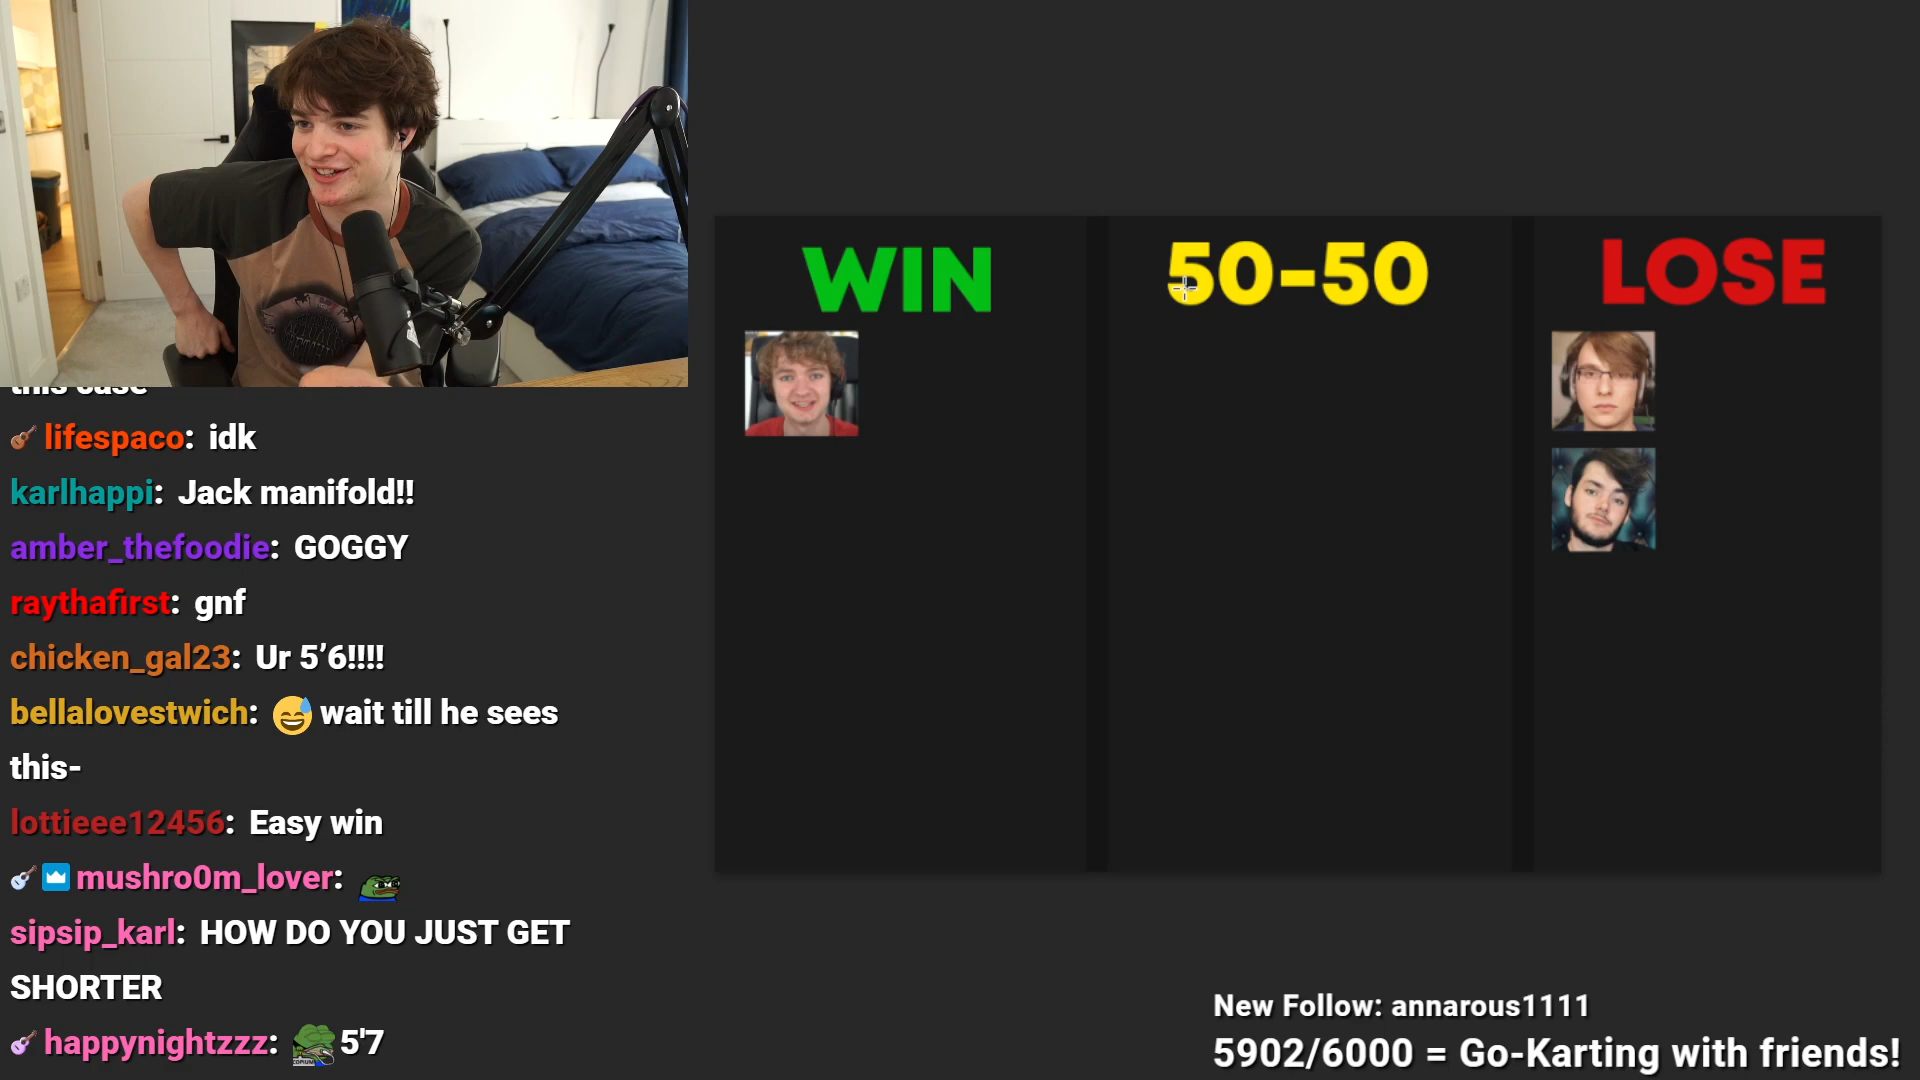 WIN
50-50
LOSE
this case
lifespaco: idk
karlhappi: Jack manifold!!
amber_thefoodie: GOGGY
raythafirst: gnf
chicken_gal23: Ur 5’6!!!!
bellalovestwich: 😅 wait till he sees
this-
lottieee12456: Easy win
mushro0m_lover:
sipsip_karl: HOW DO YOU JUST GET
SHORTER
happynightzzz: 5'7
New Follow: annarous1111
5902/6000 = Go-Karting with friends!